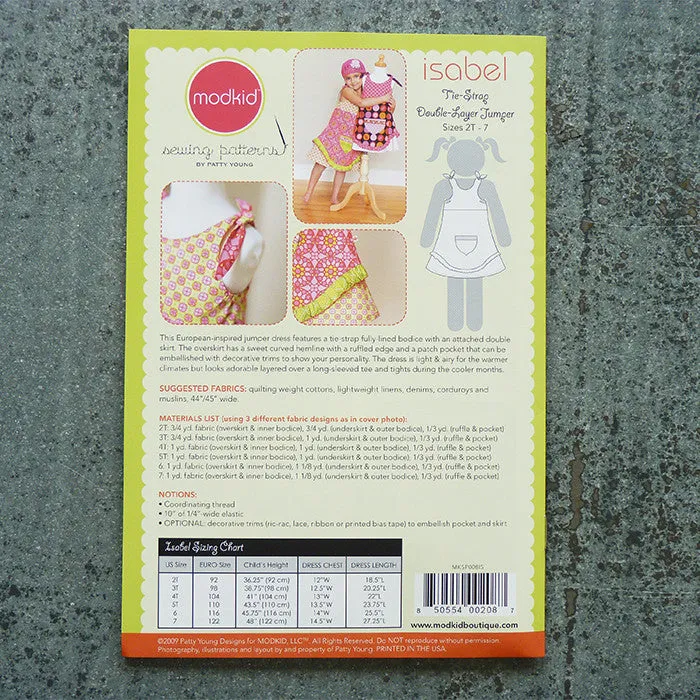 modkid™
sewing patterns
BY PATTY YOUNG
isabel
Tie-Strap
Double-Layer Jumper
Sizes 2T - 7
This European-inspired jumper dress features a tie-strap fully lined bodice with an attached double
skirt. The overskirt has a sweet curved hemline with a ruffled edge and a patch pocket that can be
embellished with decorative trims to show your personality. The dress is light & airy for the warmer
climates but looks adorable layered over a long-sleeved tee and tights during the cooler months.
SUGGESTED FABRICS: quilting weight cottons, lightweight linens, denims, corduroys and
muslins, 44"/45" wide.
MATERIALS LIST (using 3 different fabric designs as in cover photo):
2T: 3/4 yd. fabric (overskirt & inner bodice), 3/4 yd. (underskirt & outer bodice), 1/3 yd. (ruffle & pocket)
3T: 3/4 yd. fabric (overskirt & inner bodice), 1 yd. (underskirt & outer bodice), 1/3 yd. (ruffle & pocket)
4T: 1 yd. fabric (overskirt & inner bodice), 1 yd. (underskirt & outer bodice), 1/3 yd. (ruffle & pocket)
5T: 1 yd. fabric (overskirt & inner bodice), 1 yd. (underskirt & outer bodice), 1/3 yd. (ruffle & pocket)
6: 1 yd. fabric (overskirt & inner bodice), 1 1/8 yd. (underskirt & outer bodice), 1/3 yd. (ruffle & pocket)
7: 1 yd. fabric (overskirt & inner bodice), 1 1/8 yd. (underskirt & outer bodice), 1/3 yd. (ruffle & pocket)
NOTIONS:
• Coordinating thread
• 10" of 1/4"-wide elastic
• OPTIONAL: decorative trims (ric-rac, lace, ribbon or printed bias tape) to embellish pocket and skirt
Isabel Sizing Chart
US Size EURO Size Child's Height DRESS CHEST DRESS LENGTH
2T 92 36.25" (92 cm) 12"W 18.5"L
3T 98 38.75"(98 cm) 12.5"W 20.25"L
4T 104 41" (104 cm) 13"W 22"L
5T 110 43.5" (110 cm) 13.5"W 23.75"L
6 116 45.75" (116 cm) 14"W 25.5"L
7 122 48" (122 cm) 14.5"W 27.25"L
8 50554 00208 7
www.modkidboutique.com
©2009 Patty Young Designs for MODKID, LLC™. All Rights Reserved. Do NOT reproduce without permission.
Photography, illustrations and layout by and property of Patty Young. PRINTED IN THE USA.